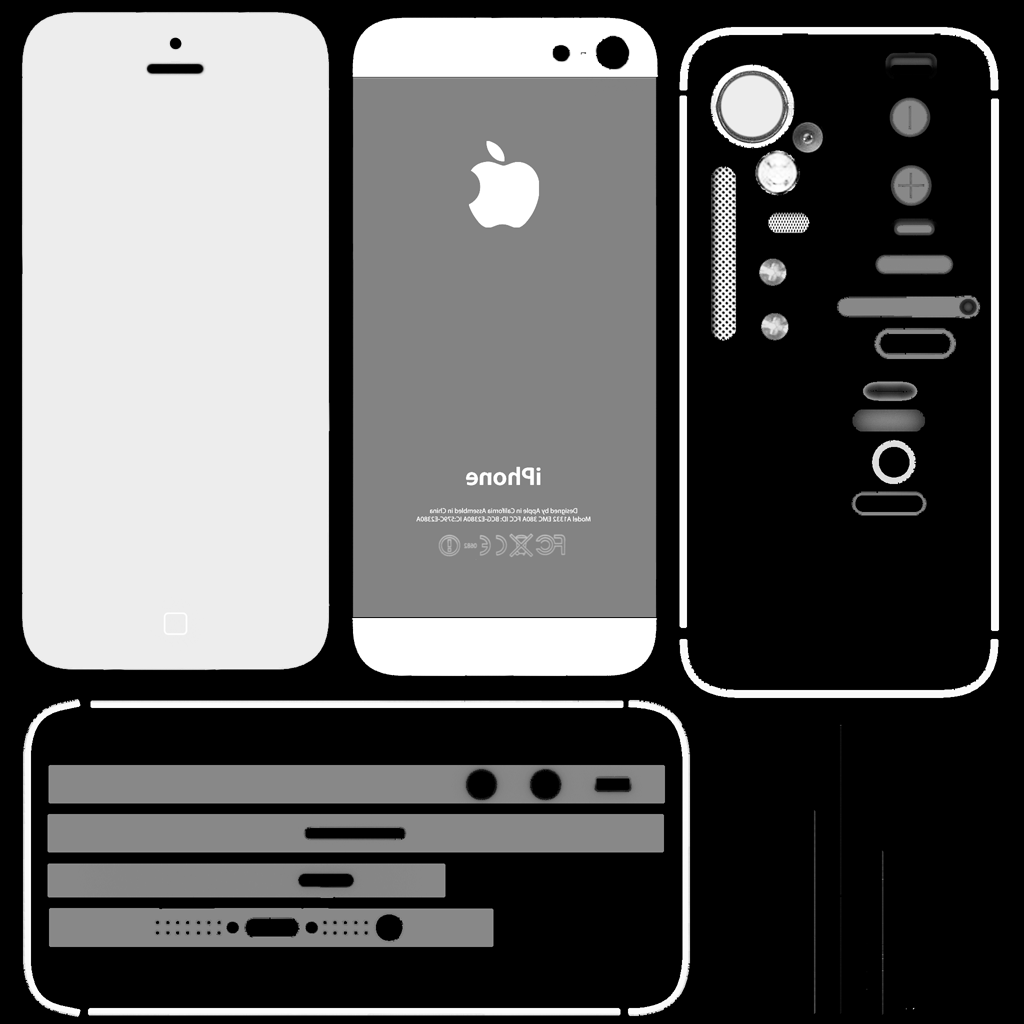 iPhone
Designed by Apple in California Assembled in China
Model A1332 EMC 380A FCC ID: BCG-E2380A IC:579C-E2380A
FC CE 0682